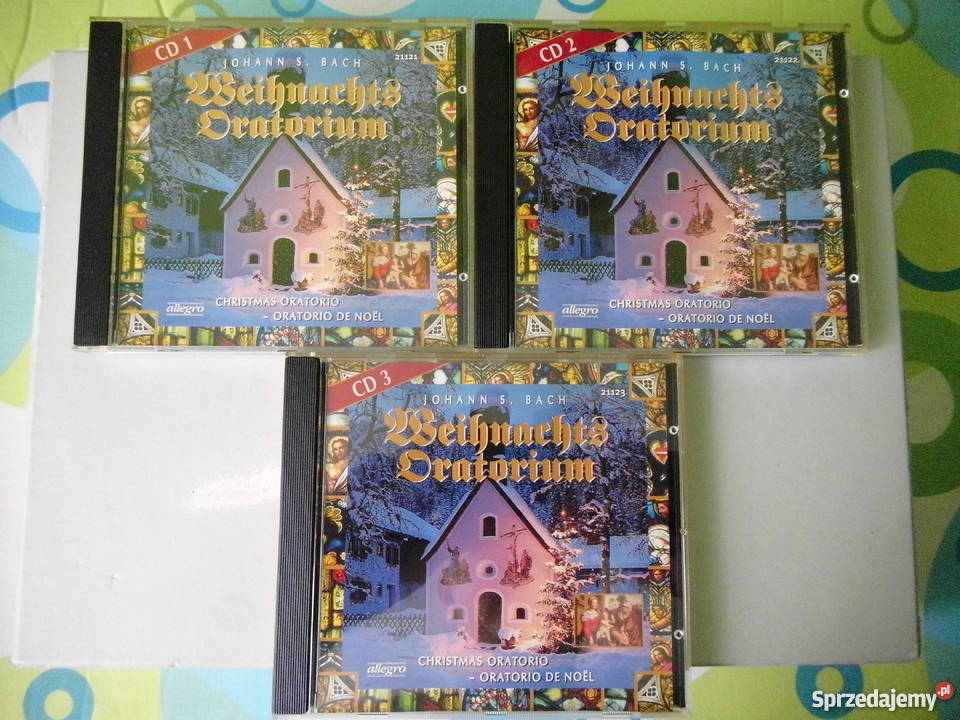 CD 1
JOHANN S. BACH
21121
Weihnachts
Oratorium
allegro
CHRISTMAS ORATORIO
- ORATORIO DE NOËL
CD 2
JOHANN S. BACH
21122
Weihnachts
Oratorium
allegro
CHRISTMAS ORATORIO
- ORATORIO DE NOËL
CD 3
JOHANN S. BACH
21123
Weihnachts
Oratorium
allegro
CHRISTMAS ORATORIO
- ORATORIO DE NOËL
Sprzedajemy.pl